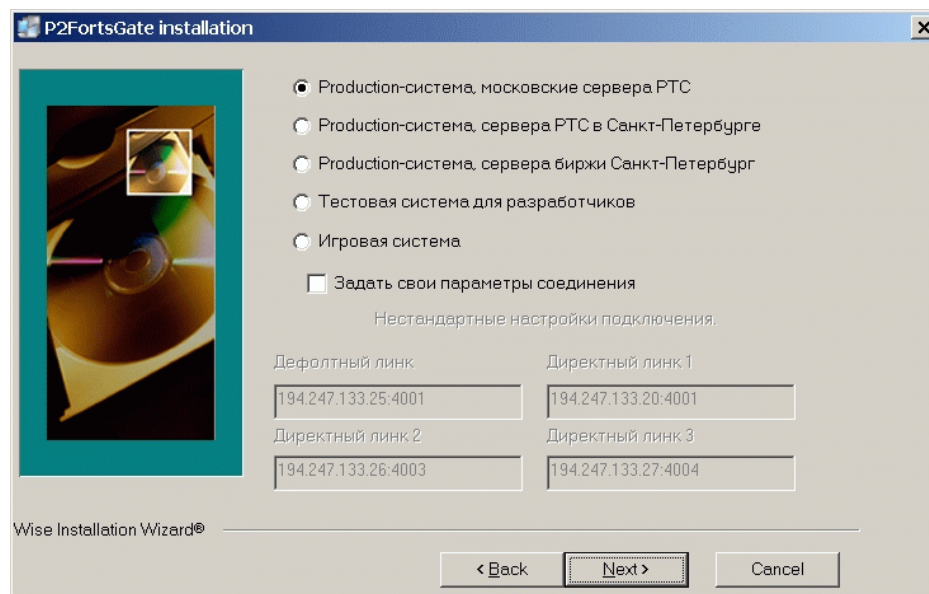 P2FortsGate installation
Production-система, московские сервера РТС
Production-система, сервера РТС в Санкт-Петербурге
Production-система, сервера биржи Санкт-Петербург
Тестовая система для разработчиков
Игровая система
Задать свои параметры соединения
Нестандартные настройки подключения.
Дефолтный линк Директный линк 1
194.247.133.25:4001 194.247.133.20:4001
Директный линк 2 Директный линк 3
194.247.133.26:4003 194.247.133.27:4004
Wise Installation Wizard®
< Back Next > Cancel